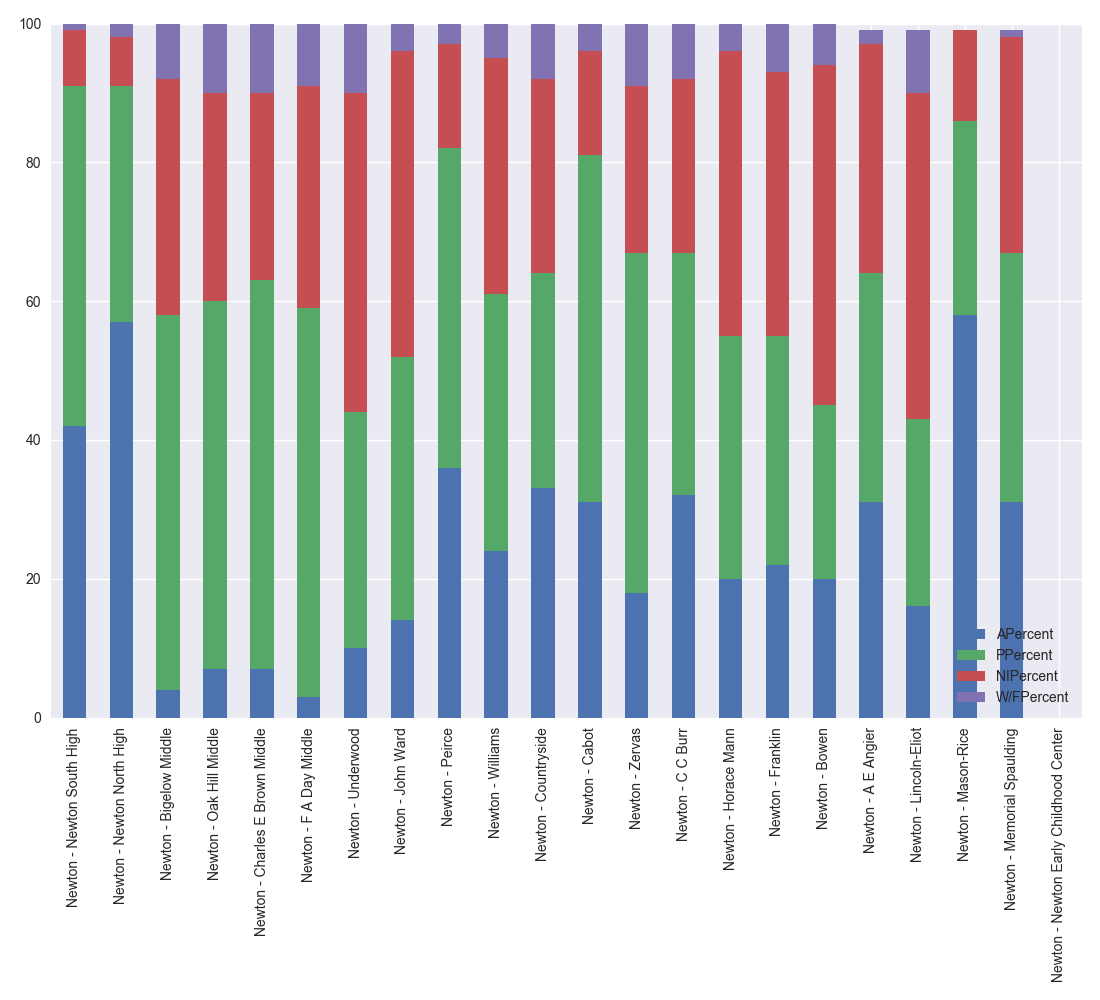 100
80
60
40
20
0
APercent
PPercent
NIPercent
W/FPercent
Newton - Newton South High
Newton - Newton North High
Newton - Bigelow Middle
Newton - Oak Hill Middle
Newton - Charles E Brown Middle
Newton - F A Day Middle
Newton - Underwood
Newton - John Ward
Newton - Peirce
Newton - Williams
Newton - Countryside
Newton - Cabot
Newton - Zervas
Newton - C C Burr
Newton - Horace Mann
Newton - Franklin
Newton - Bowen
Newton - A E Angier
Newton - Lincoln-Eliot
Newton - Mason-Rice
Newton - Memorial Spaulding
Newton - Newton Early Childhood Center